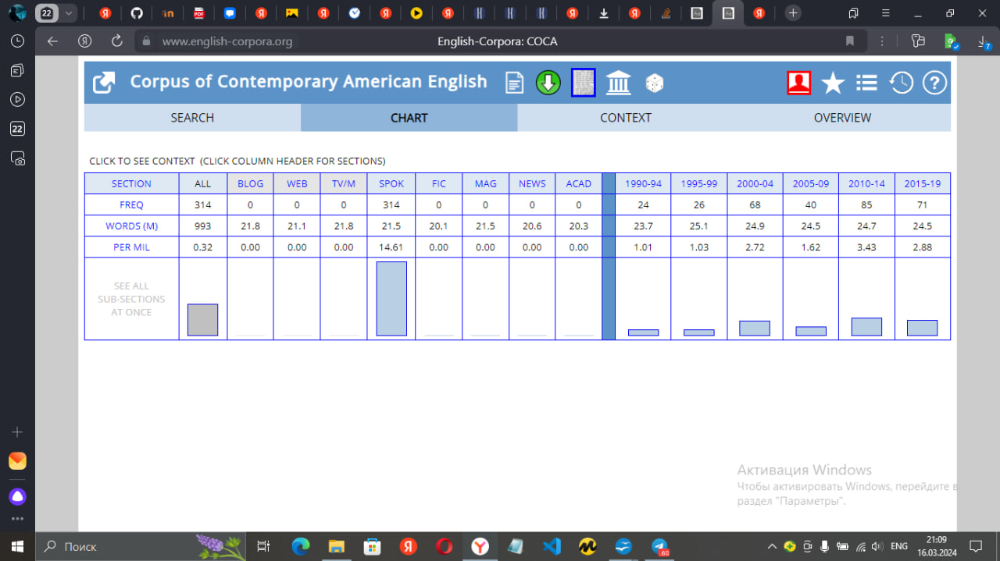 22
www.english-corpora.org
English-Corpora: COCA
7
22
Corpus of Contemporary American English
SEARCH CHART CONTEXT OVERVIEW
CLICK TO SEE CONTEXT (CLICK COLUMN HEADER FOR SECTIONS)
SECTION ALL BLOG WEB TV/M SPOK FIC MAG NEWS ACAD 1990-94 1995-99 2000-04 2005-09 2010-14 2015-19
FREQ 314 0 0 0 314 0 0 0 0 24 26 68 40 85 71
WORDS (M) 993 21.8 21.1 21.8 21.5 20.1 21.5 20.6 20.3 23.7 25.1 24.9 24.5 24.7 24.5
PER MIL 0.32 0.00 0.00 0.00 14.61 0.00 0.00 0.00 0.00 1.01 1.03 2.72 1.62 3.43 2.88
SEE ALL
SUB-SECTIONS
AT ONCE
Активация Windows
Чтобы активировать Windows, перейдите в
раздел "Параметры".
Поиск
.60
ENG
21:09
16.03.2024